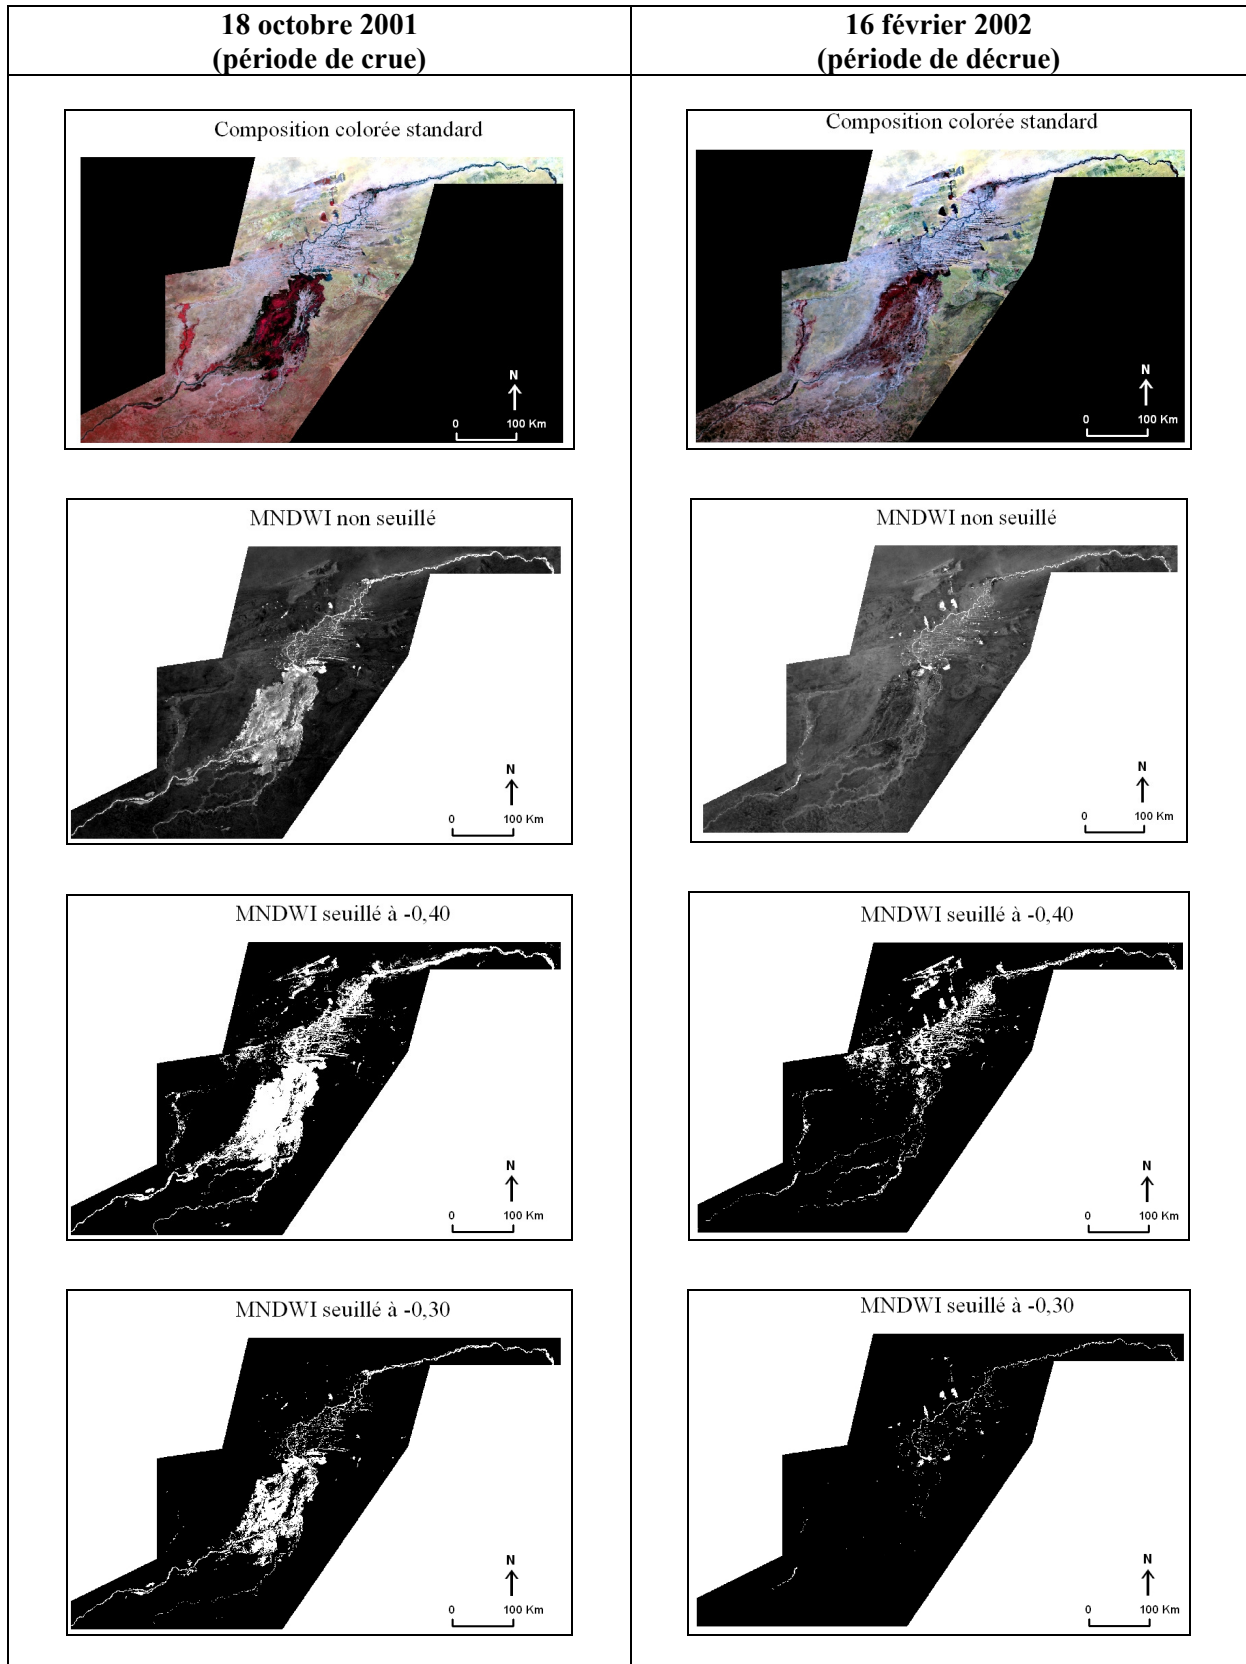 18 octobre 2001
(période de crue)
16 février 2002
(période de décrue)
Composition colorée standard
N
0 100 Km
Composition colorée standard
N
0 100 Km
MNDWI non seuillé
N
0 100 Km
MNDWI non seuillé
N
0 100 Km
MNDWI seuillé à -0,40
N
0 100 Km
MNDWI seuillé à -0,40
N
0 100 Km
MNDWI seuillé à -0,30
N
0 100 Km
MNDWI seuillé à -0,30
N
0 100 Km